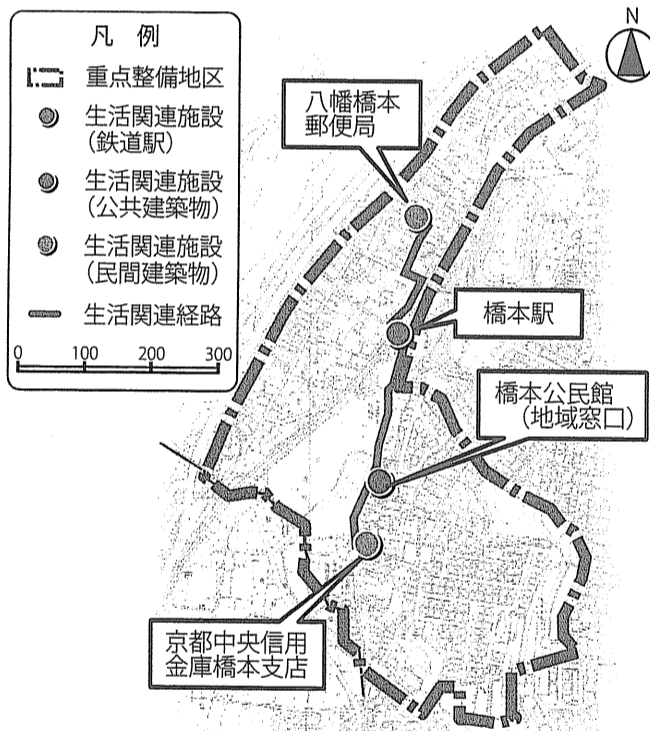 凡例
重点整備地区
生活関連施設
(鉄道駅)
生活関連施設
(公共建築物)
生活関連施設
(民間建築物)
生活関連経路
0 100 200 300
N
八幡橋本
郵便局
橋本駅
橋本公民館
(地域窓口)
京都中央信用
金庫橋本支店